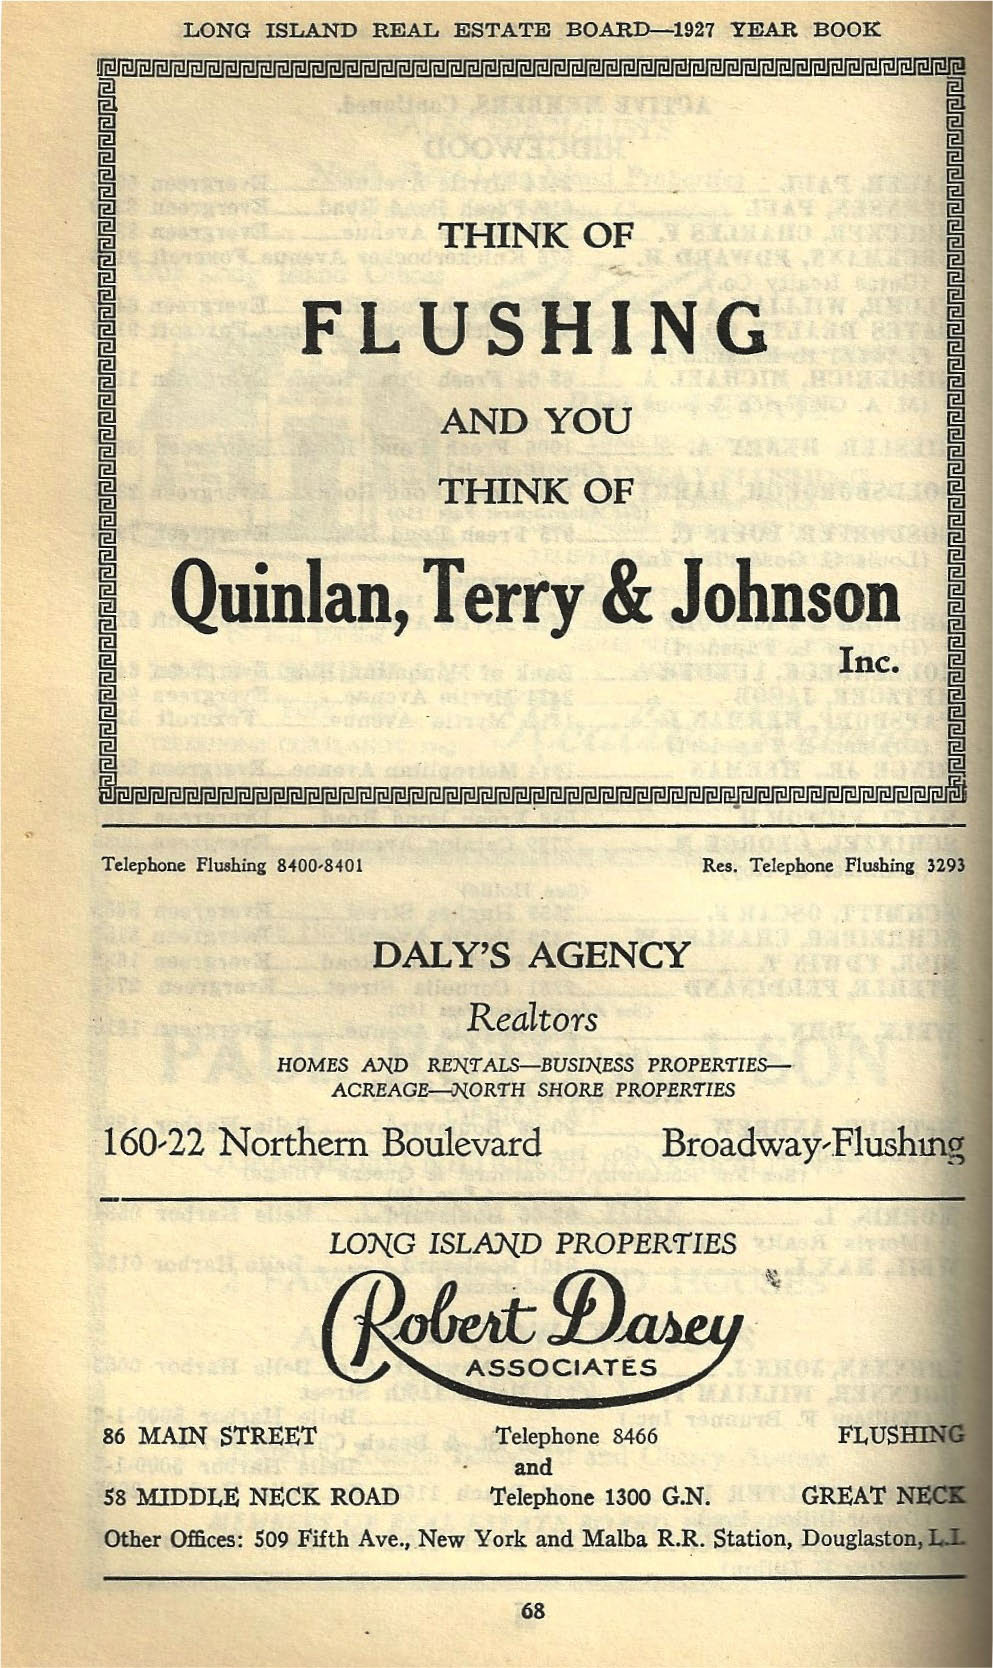 LONG ISLAND REAL ESTATE BOARD—1927 YEAR BOOK
THINK OF
FLUSHING
AND YOU
THINK OF
Quinlan, Terry & Johnson
Inc.
Telephone Flushing 8400-8401 Res. Telephone Flushing 3293
DALY'S AGENCY
Realtors
HOMES AND RENTALS—BUSINESS PROPERTIES—
ACREAGE—NORTH SHORE PROPERTIES
160-22 Northern Boulevard Broadway-Flushing
LONG ISLAND PROPERTIES
Robert Dasey
ASSOCIATES
86 MAIN STREET Telephone 8466 FLUSHING
and
58 MIDDLE NECK ROAD Telephone 1300 G.N. GREAT NECK
Other Offices: 509 Fifth Ave., New York and Malba R.R. Station, Douglaston, L.I.
68